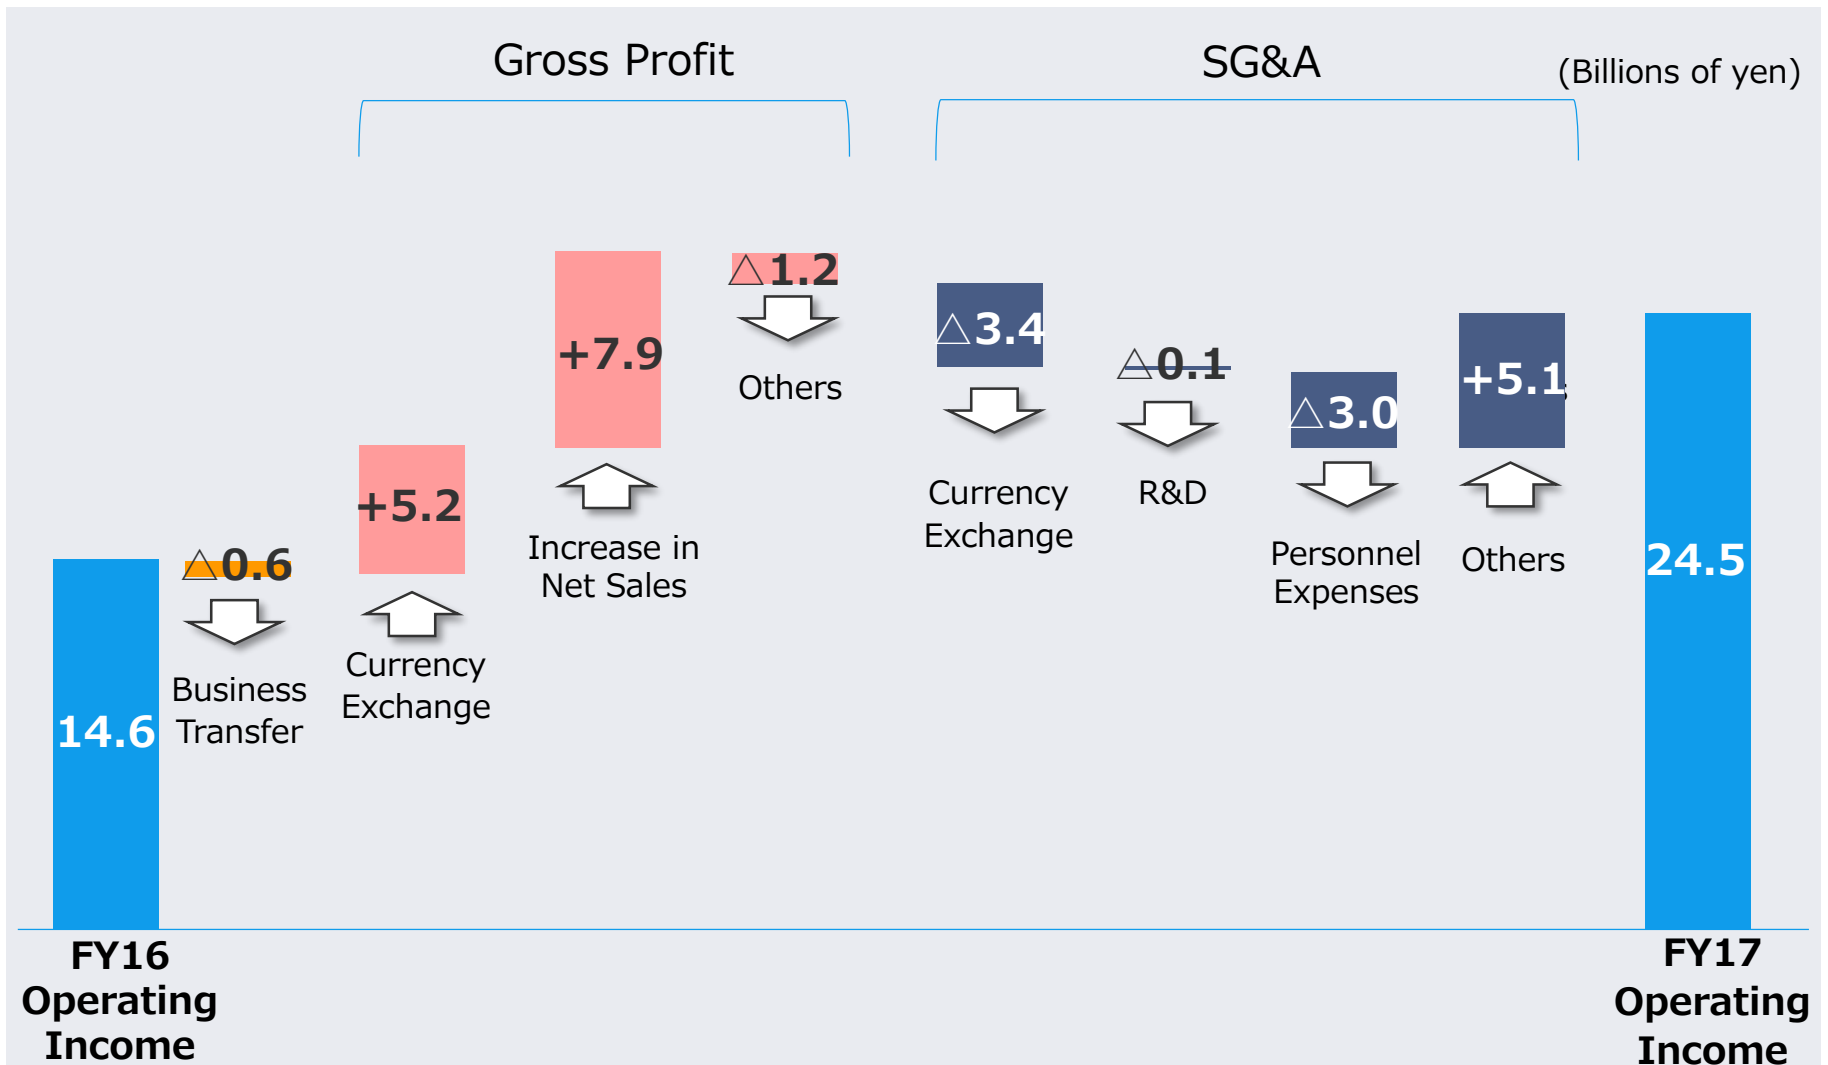 Gross Profit
SG&A
(Billions of yen)
14.6
△0.6
Business
Transfer
+5.2
Currency
Exchange
+7.9
Increase in
Net Sales
△1.2
Others
△3.4
Currency
Exchange
△0.1
R&D
△3.0
Personnel
Expenses
+5.1
Others
24.5
FY16
Operating
Income
FY17
Operating
Income